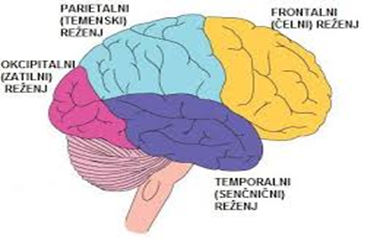 PARIETALNI
(TEMENSKI)
REŽENJ
FRONTALNI
(ČELNI) REŽENJ
OKCIPITALNI
(ZATILNI)
REŽENJ
TEMPORALNI
(SENČNIČNI)
REŽENJ